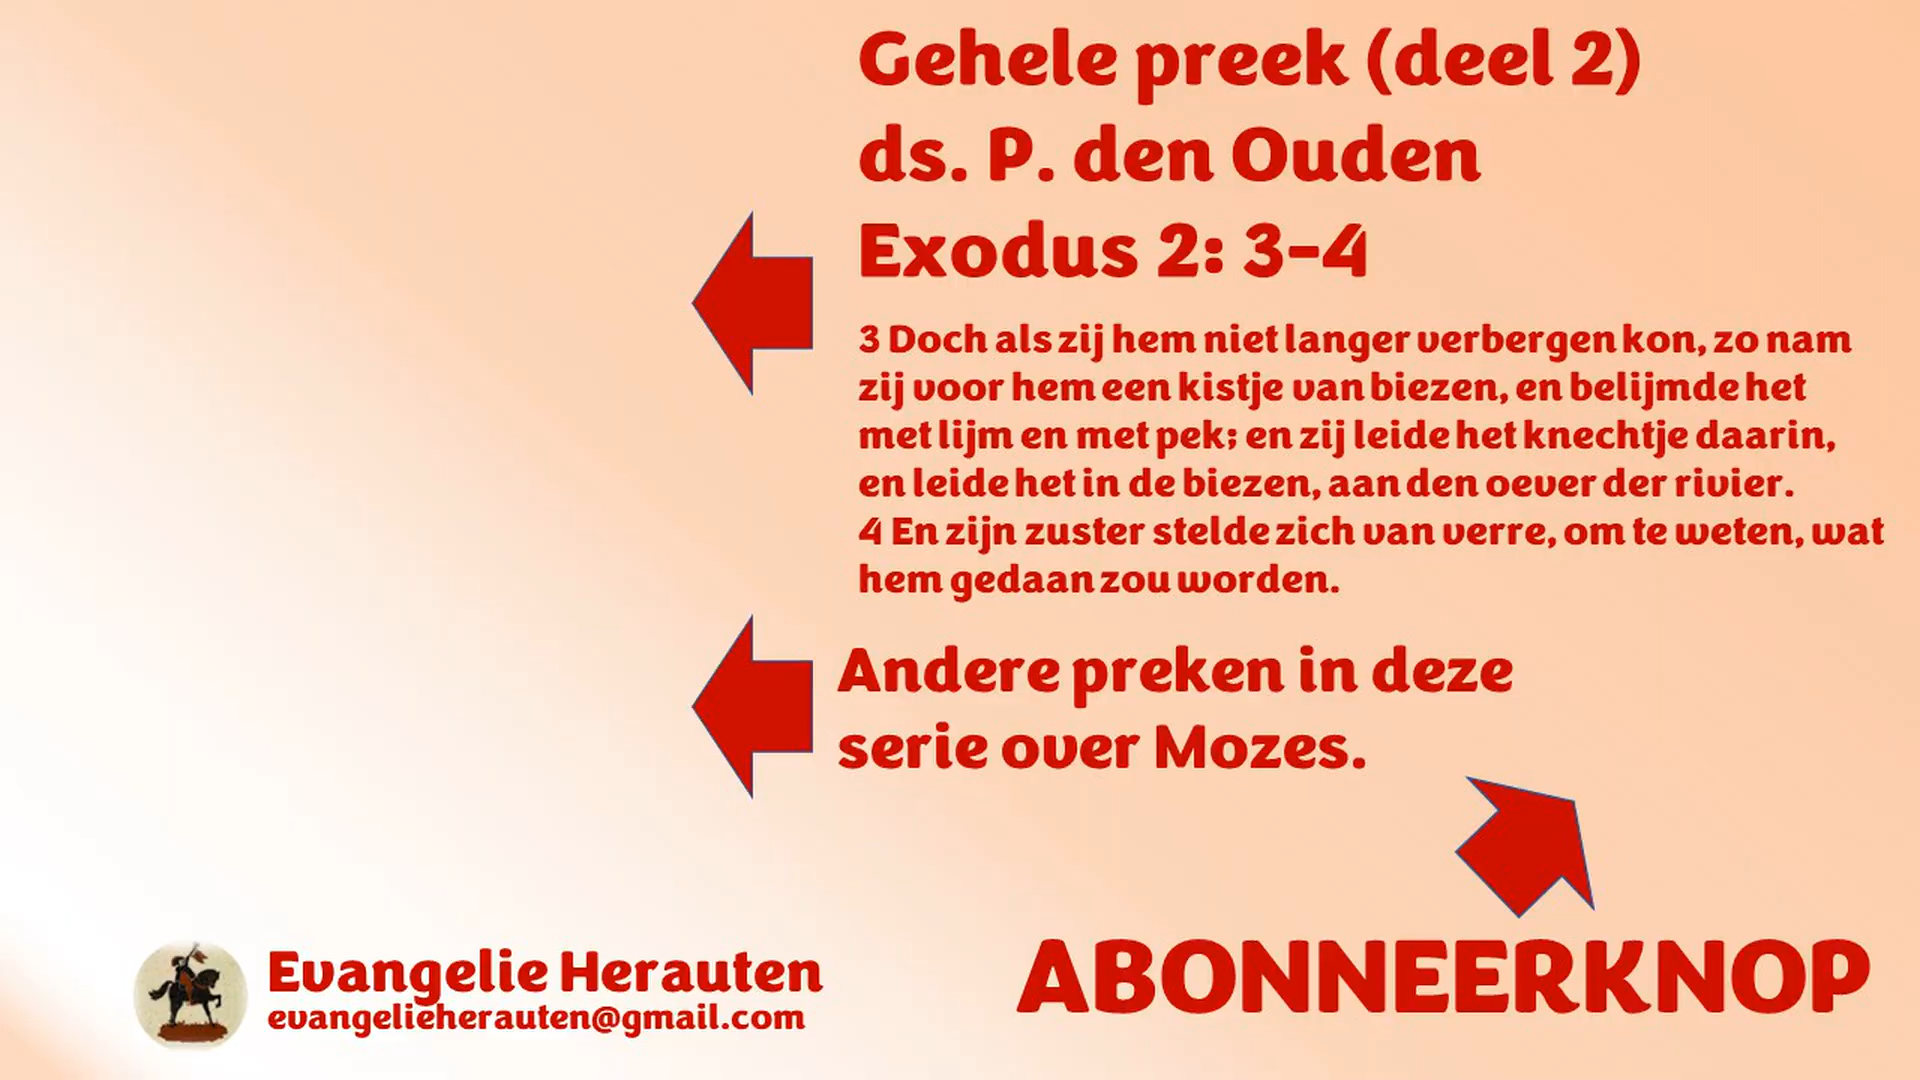 Gehele preek (deel 2)
ds. P. den Ouden
Exodus 2: 3-4
3 Doch als zij hem niet langer verbergen kon, zo nam
zij voor hem een kistje van biezen, en belijmde het
met lijm en met pek; en zij leide het knechtje daarin,
en leide het in de biezen, aan den oever der rivier.
4 En zijn zuster stelde zich van verre, om te weten, wat
hem gedaan zou worden.
Andere preken in deze
serie over Mozes.
Evangelie Herauten
evangelieherauten@gmail.com
ABONNEERKNOP